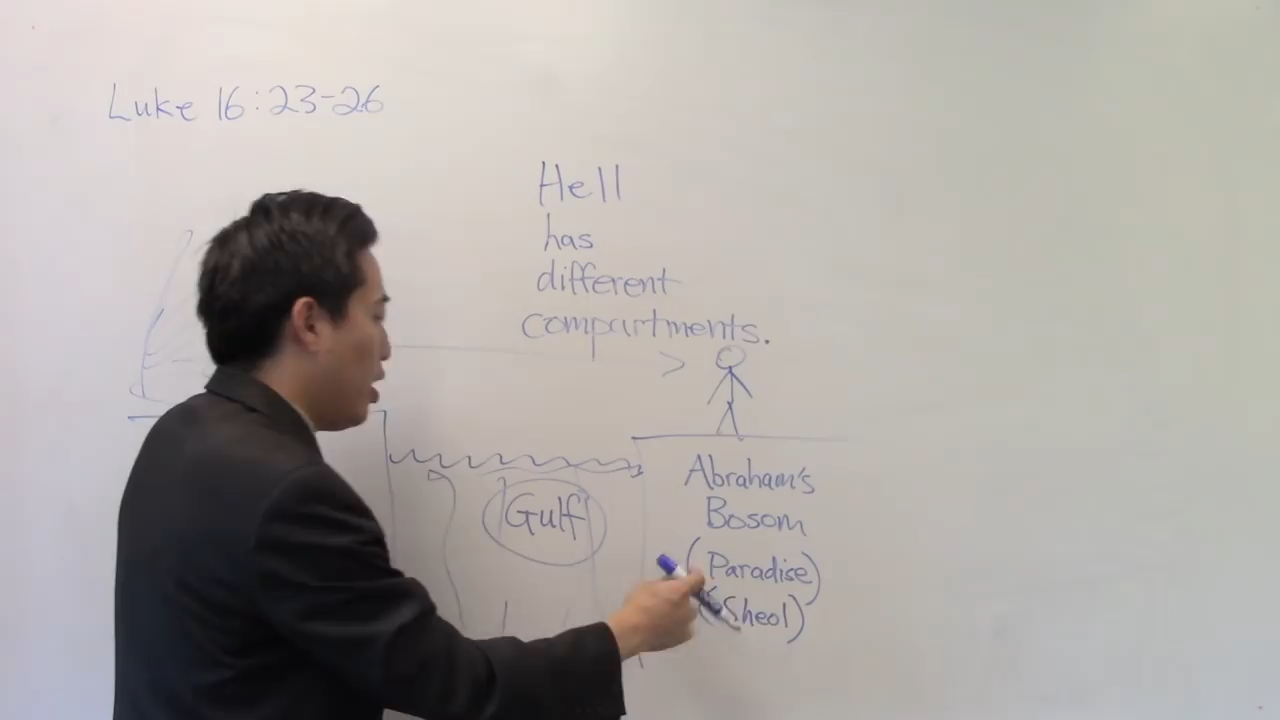 Luke 16:23-26
Hell
has
different
compartments.
Gulf
Abraham's
Bosom
(Paradise)
(Sheol)